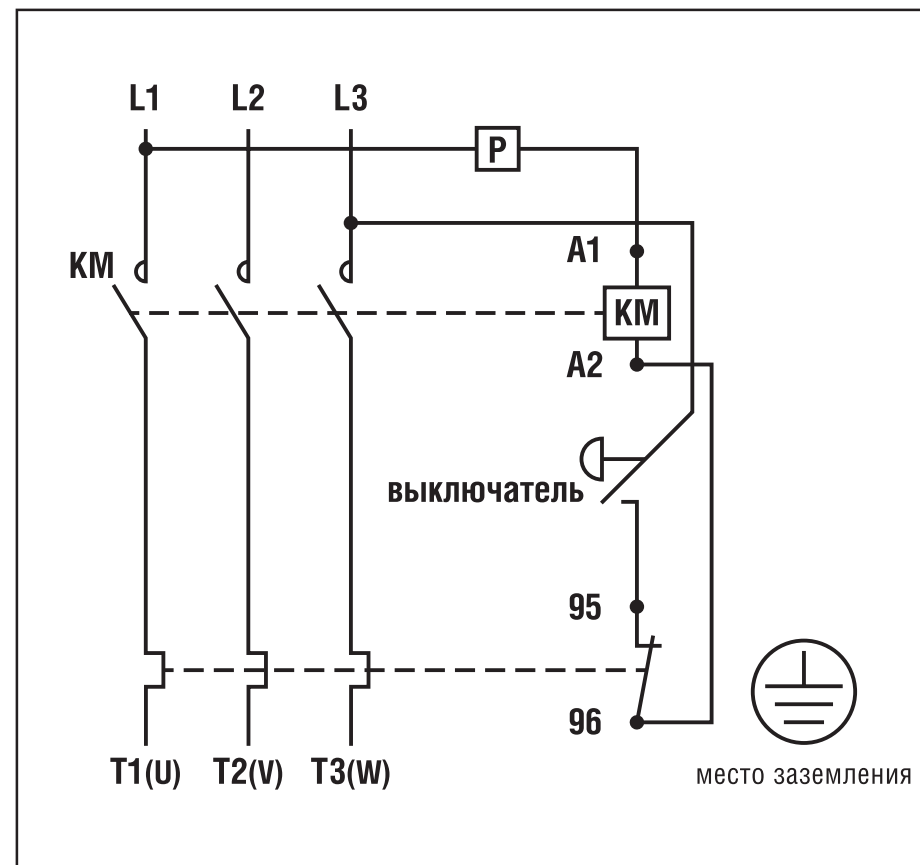 L1 L2 L3
P
KM
A1
KM
A2
выключатель
95
96
T1(U) T2(V) T3(W)
место заземления